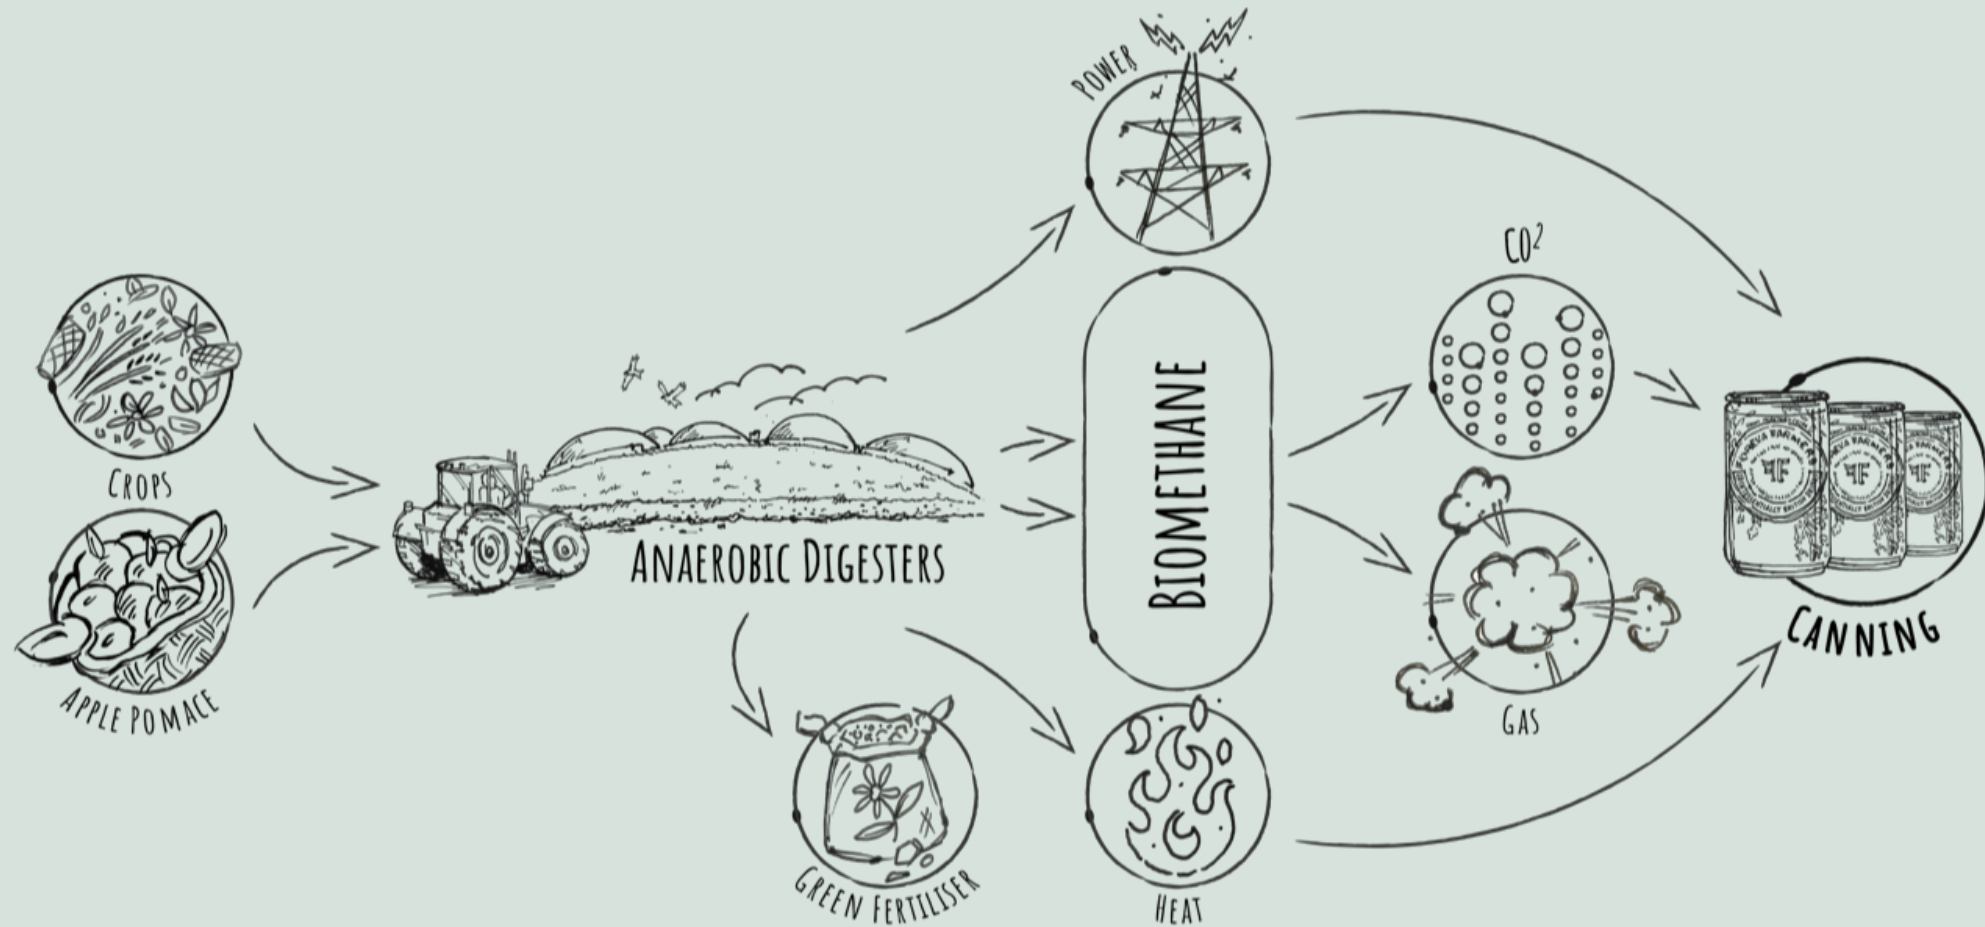 POWER
CO²
CROPS
APPLE POMACE
ANAEROBIC DIGESTERS
BIOMETHANE
GAS
CANNING
GREEN FERTILISER
HEAT